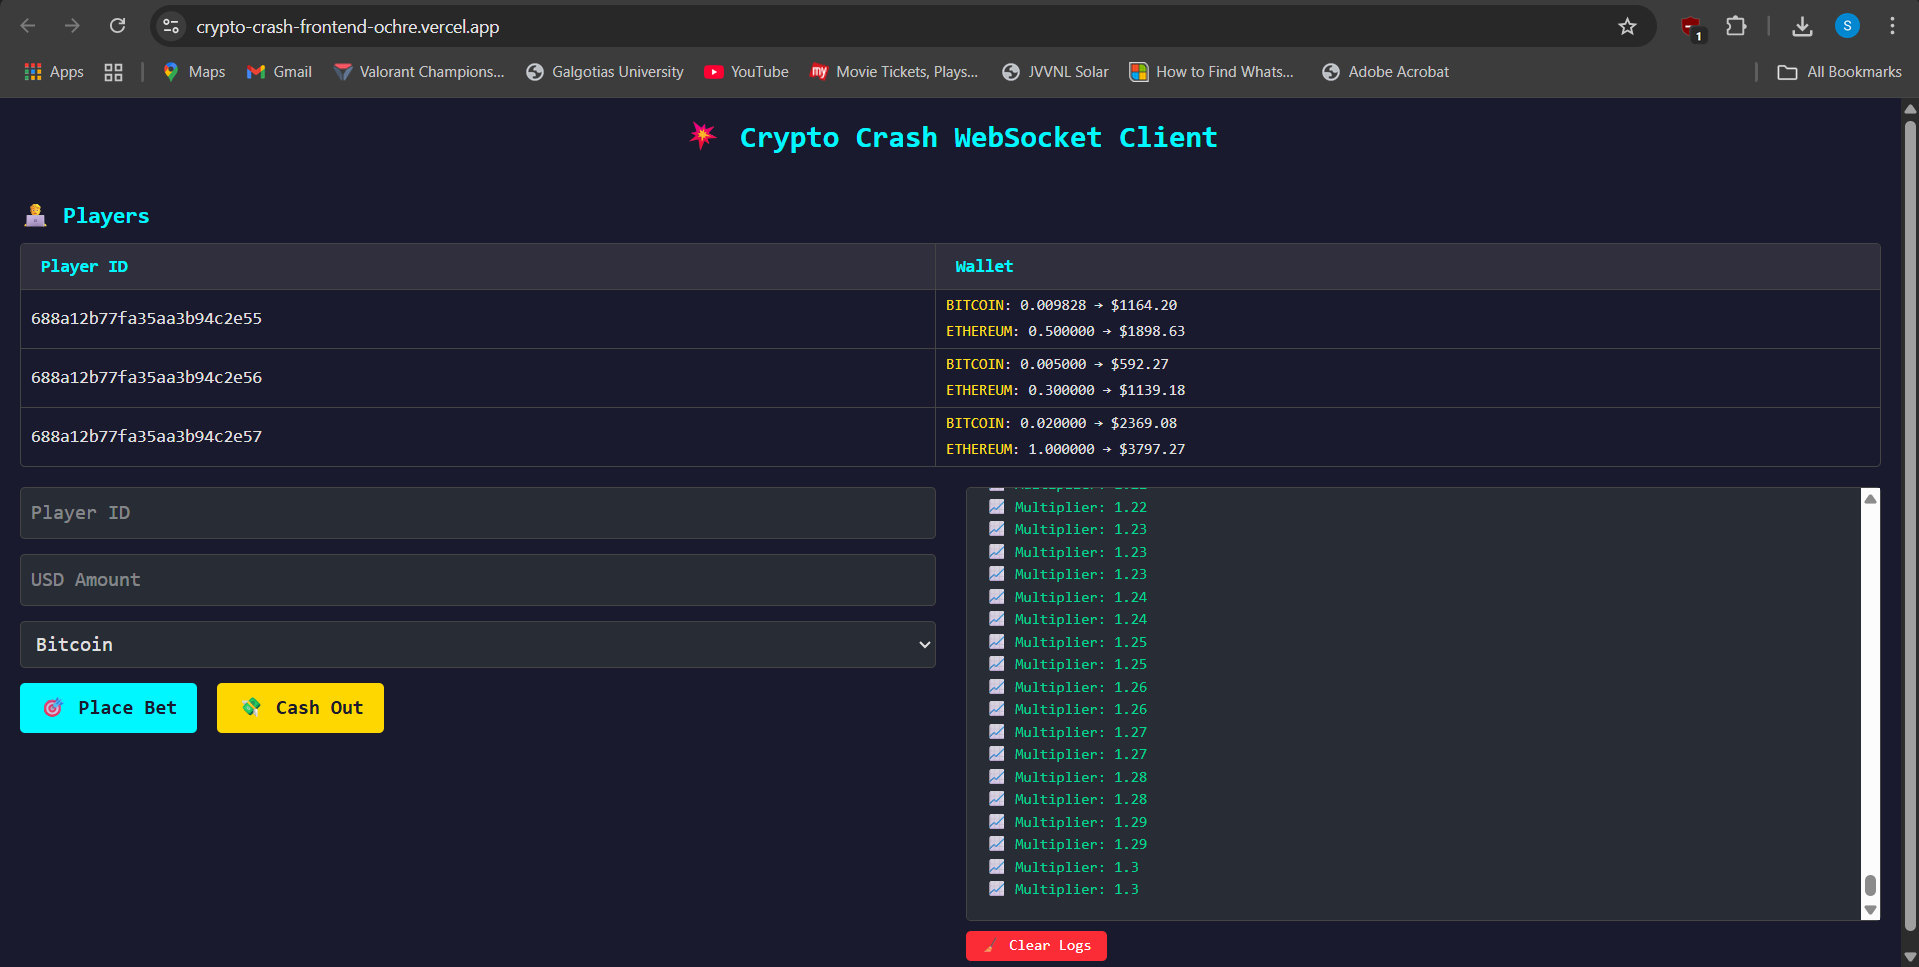 crypto-crash-frontend-ochre.vercel.app
1
S
Apps
Maps
Gmail
Valorant Champions...
Galgotias University
YouTube
my
Movie Tickets, Plays...
JVVNL Solar
How to Find Whats...
Adobe Acrobat
All Bookmarks
Crypto Crash WebSocket Client
Players
Player ID
Wallet
688a12b77fa35aa3b94c2e55
BITCOIN: 0.009828 → $1164.20
ETHEREUM: 0.500000 → $1898.63
688a12b77fa35aa3b94c2e56
BITCOIN: 0.005000 → $592.27
ETHEREUM: 0.300000 → $1139.18
688a12b77fa35aa3b94c2e57
BITCOIN: 0.020000 → $2369.08
ETHEREUM: 1.000000 → $3797.27
Player ID
USD Amount
Bitcoin
Place Bet
Cash Out
Multiplier: 1.22
Multiplier: 1.23
Multiplier: 1.23
Multiplier: 1.23
Multiplier: 1.24
Multiplier: 1.24
Multiplier: 1.25
Multiplier: 1.25
Multiplier: 1.26
Multiplier: 1.26
Multiplier: 1.27
Multiplier: 1.27
Multiplier: 1.28
Multiplier: 1.28
Multiplier: 1.29
Multiplier: 1.29
Multiplier: 1.3
Multiplier: 1.3
Clear Logs